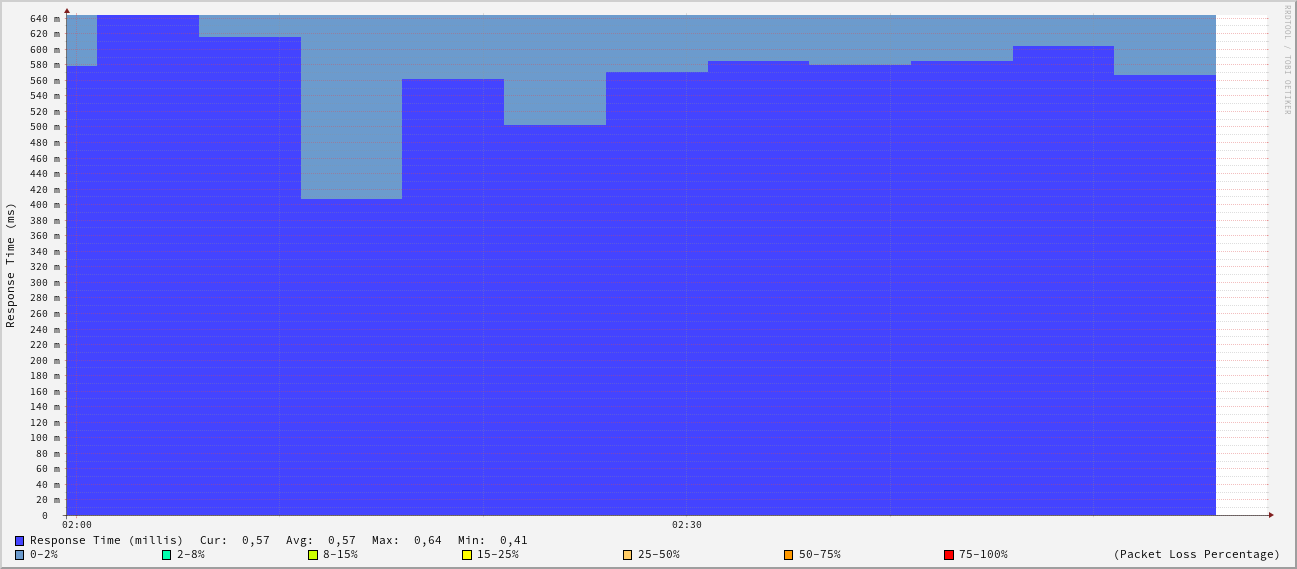 RRDTOOL / TOBI OETIKER
Response Time (ms)
640 m
620 m
600 m
580 m
560 m
540 m
520 m
500 m
480 m
460 m
440 m
420 m
400 m
380 m
360 m
340 m
320 m
300 m
280 m
260 m
240 m
220 m
200 m
180 m
160 m
140 m
120 m
100 m
80 m
60 m
40 m
20 m
0
02:00 02:30
Response Time (millis) Cur: 0,57 Avg: 0,57 Max: 0,64 Min: 0,41
0-2% 2-8% 8-15% 15-25% 25-50% 50-75% 75-100% (Packet Loss Percentage)